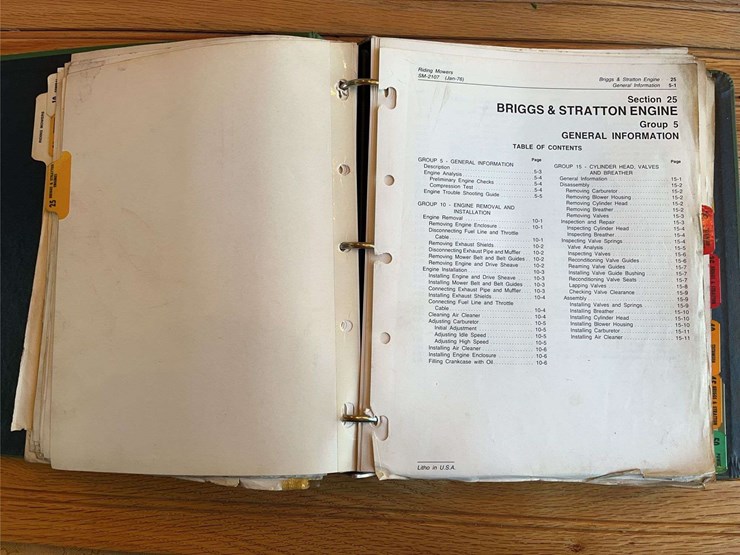 Riding Mowers
SM-2107 (Jan-76)
Briggs & Stratton Engine 25
General Information 5-1
Section 25
BRIGGS & STRATTON ENGINE
Group 5
GENERAL INFORMATION
TABLE OF CONTENTS
Page
GROUP 5 - GENERAL INFORMATION
Description 5-3
Engine Analysis 5-4
Preliminary Engine Checks 5-4
Compression Test 5-4
Engine Trouble Shooting Guide 5-5
GROUP 10 - ENGINE REMOVAL AND
INSTALLATION
Engine Removal
Removing Engine Enclosure 10-1
Disconnecting Fuel Line and Throttle
Cable 10-1
Removing Exhaust Shields 10-2
Disconnecting Exhaust Pipe and Muffler 10-2
Removing Mower Belt and Belt Guides 10-2
Removing Engine and Drive Sheave 10-2
Engine Installation 10-3
Installing Engine and Drive Sheave 10-3
Installing Mower Belt and Belt Guides 10-3
Connecting Exhaust Pipe and Muffler 10-3
Installing Exhaust Shields 10-4
Connecting Fuel Line and Throttle
Cable 10-4
Cleaning Air Cleaner 10-4
Adjusting Carburetor 10-5
Initial Adjustment 10-5
Adjusting Idle Speed 10-5
Adjusting High Speed 10-5
Installing Air Cleaner 10-6
Installing Engine Enclosure 10-6
Filling Crankcase with Oil 10-6
Page
GROUP 15 - CYLINDER HEAD, VALVES
AND BREATHER
General Information 15-1
Disassembly 15-2
Removing Carburetor 15-2
Removing Blower Housing 15-2
Removing Cylinder Head 15-2
Removing Breather 15-2
Removing Valves 15-3
Inspection and Repair 15-3
Inspecting Cylinder Head 15-4
Inspecting Breather 15-4
Inspecting Valve Springs 15-4
Valve Analysis 15-5
Inspecting Valves 15-6
Reconditioning Valve Guides 15-6
Reaming Valve Guides 15-7
Installing Valve Guide Bushing 15-7
Reconditioning Valve Seats 15-7
Lapping Valves 15-8
Checking Valve Clearance 15-9
Assembly 15-9
Installing Valves and Springs 15-9
Installing Breather 15-10
Installing Cylinder Head 15-10
Installing Blower Housing 15-10
Installing Carburetor 15-11
Installing Air Cleaner 15-11
Litho in U.S.A.